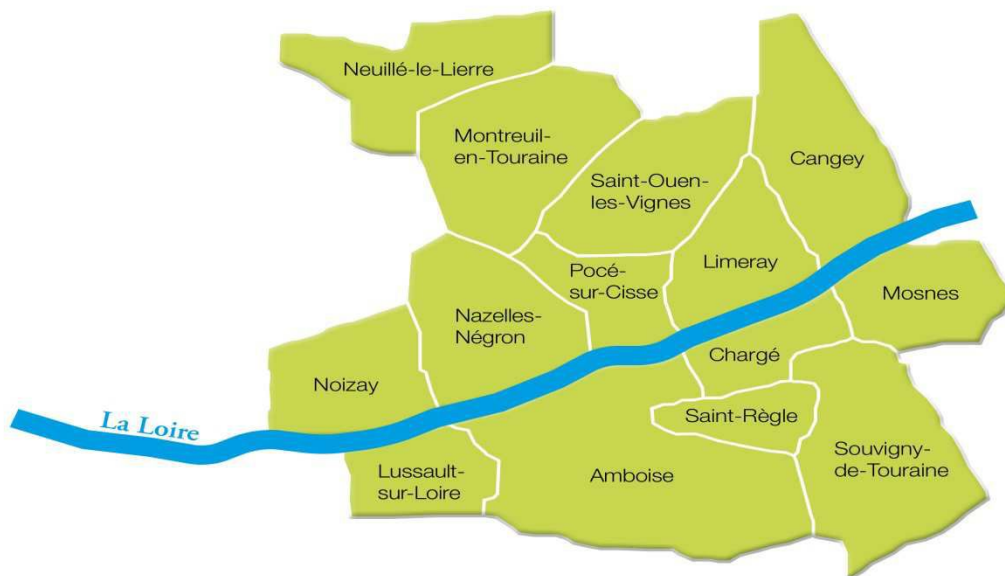 Neuillé-le-Lierre
Montreuil-
en-Touraine
Cangey
Saint-Ouen-
les-Vignes
Limeray
Pocé-
sur-Cisse
Mosnes
Nazelles-
Négron
Chargé
Noizay
Saint-Règle
La Loire
Souvigny-
de-Touraine
Lussault-
sur-Loire
Amboise